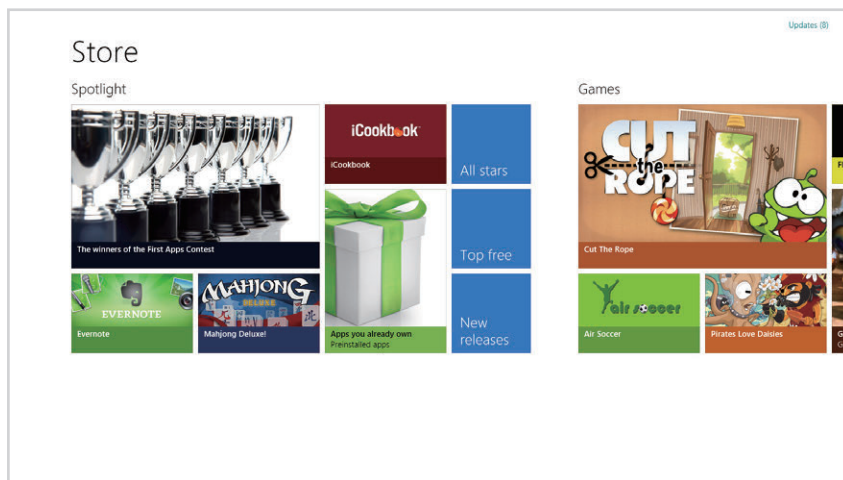 Updates (8)
Store
Spotlight
Games
The winners of the First Apps Contest
iCookbook
iCookbook
All stars
Top free
New
releases
EVERNOTE
Evernote
MAHJONG
DELUXE
Mahjong Deluxe!
Apps you already own
Preinstalled apps
CUT
the
ROPE
Cut The Rope
air soccer
Air Soccer
Pirates Love Daisies